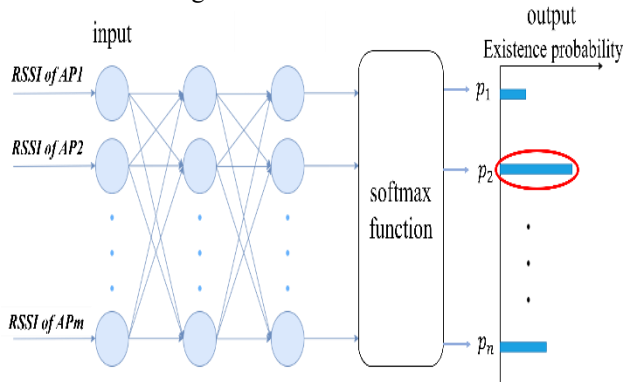 output
input
Existence probability
RSSI of AP1
p₁
RSSI of AP2
p₂
softmax
function
RSSI of APm
pₙ